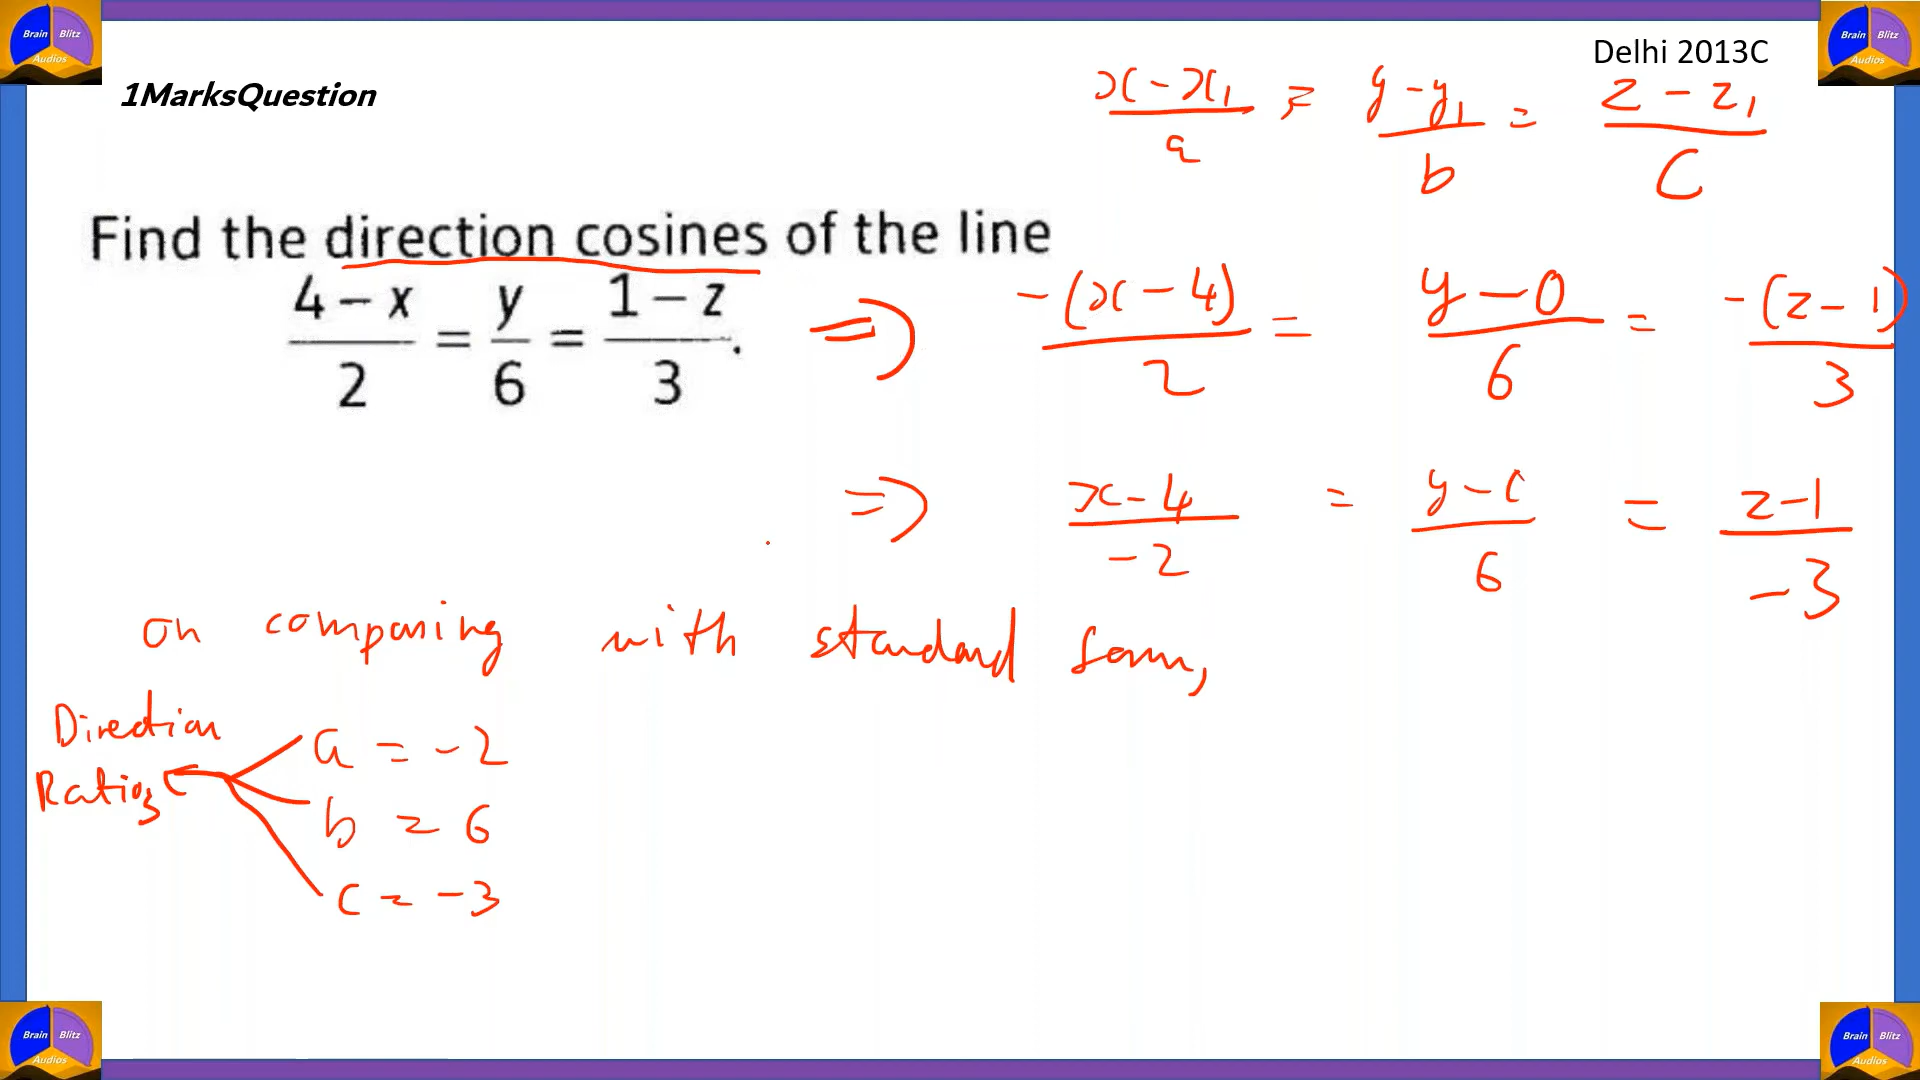 Brain Blitz
Audios
Brain Blitz
Audios
Delhi 2013C
1MarksQuestion
x - x₁ / a = y - y₁ / b = z - z₁ / c
Find the direction cosines of the line
4 - x / 2 = y / 6 = 1 - z / 3 .
⇒ -(x - 4) / 2 = y - 0 / 6 = -(z - 1) / 3
⇒ x - 4 / -2 = y - 0 / 6 = z - 1 / -3
on comparing with standard form,
Direction
Ratios
a = -2
b = 6
c = -3
Brain Blitz
Audios
Brain Blitz
Audios